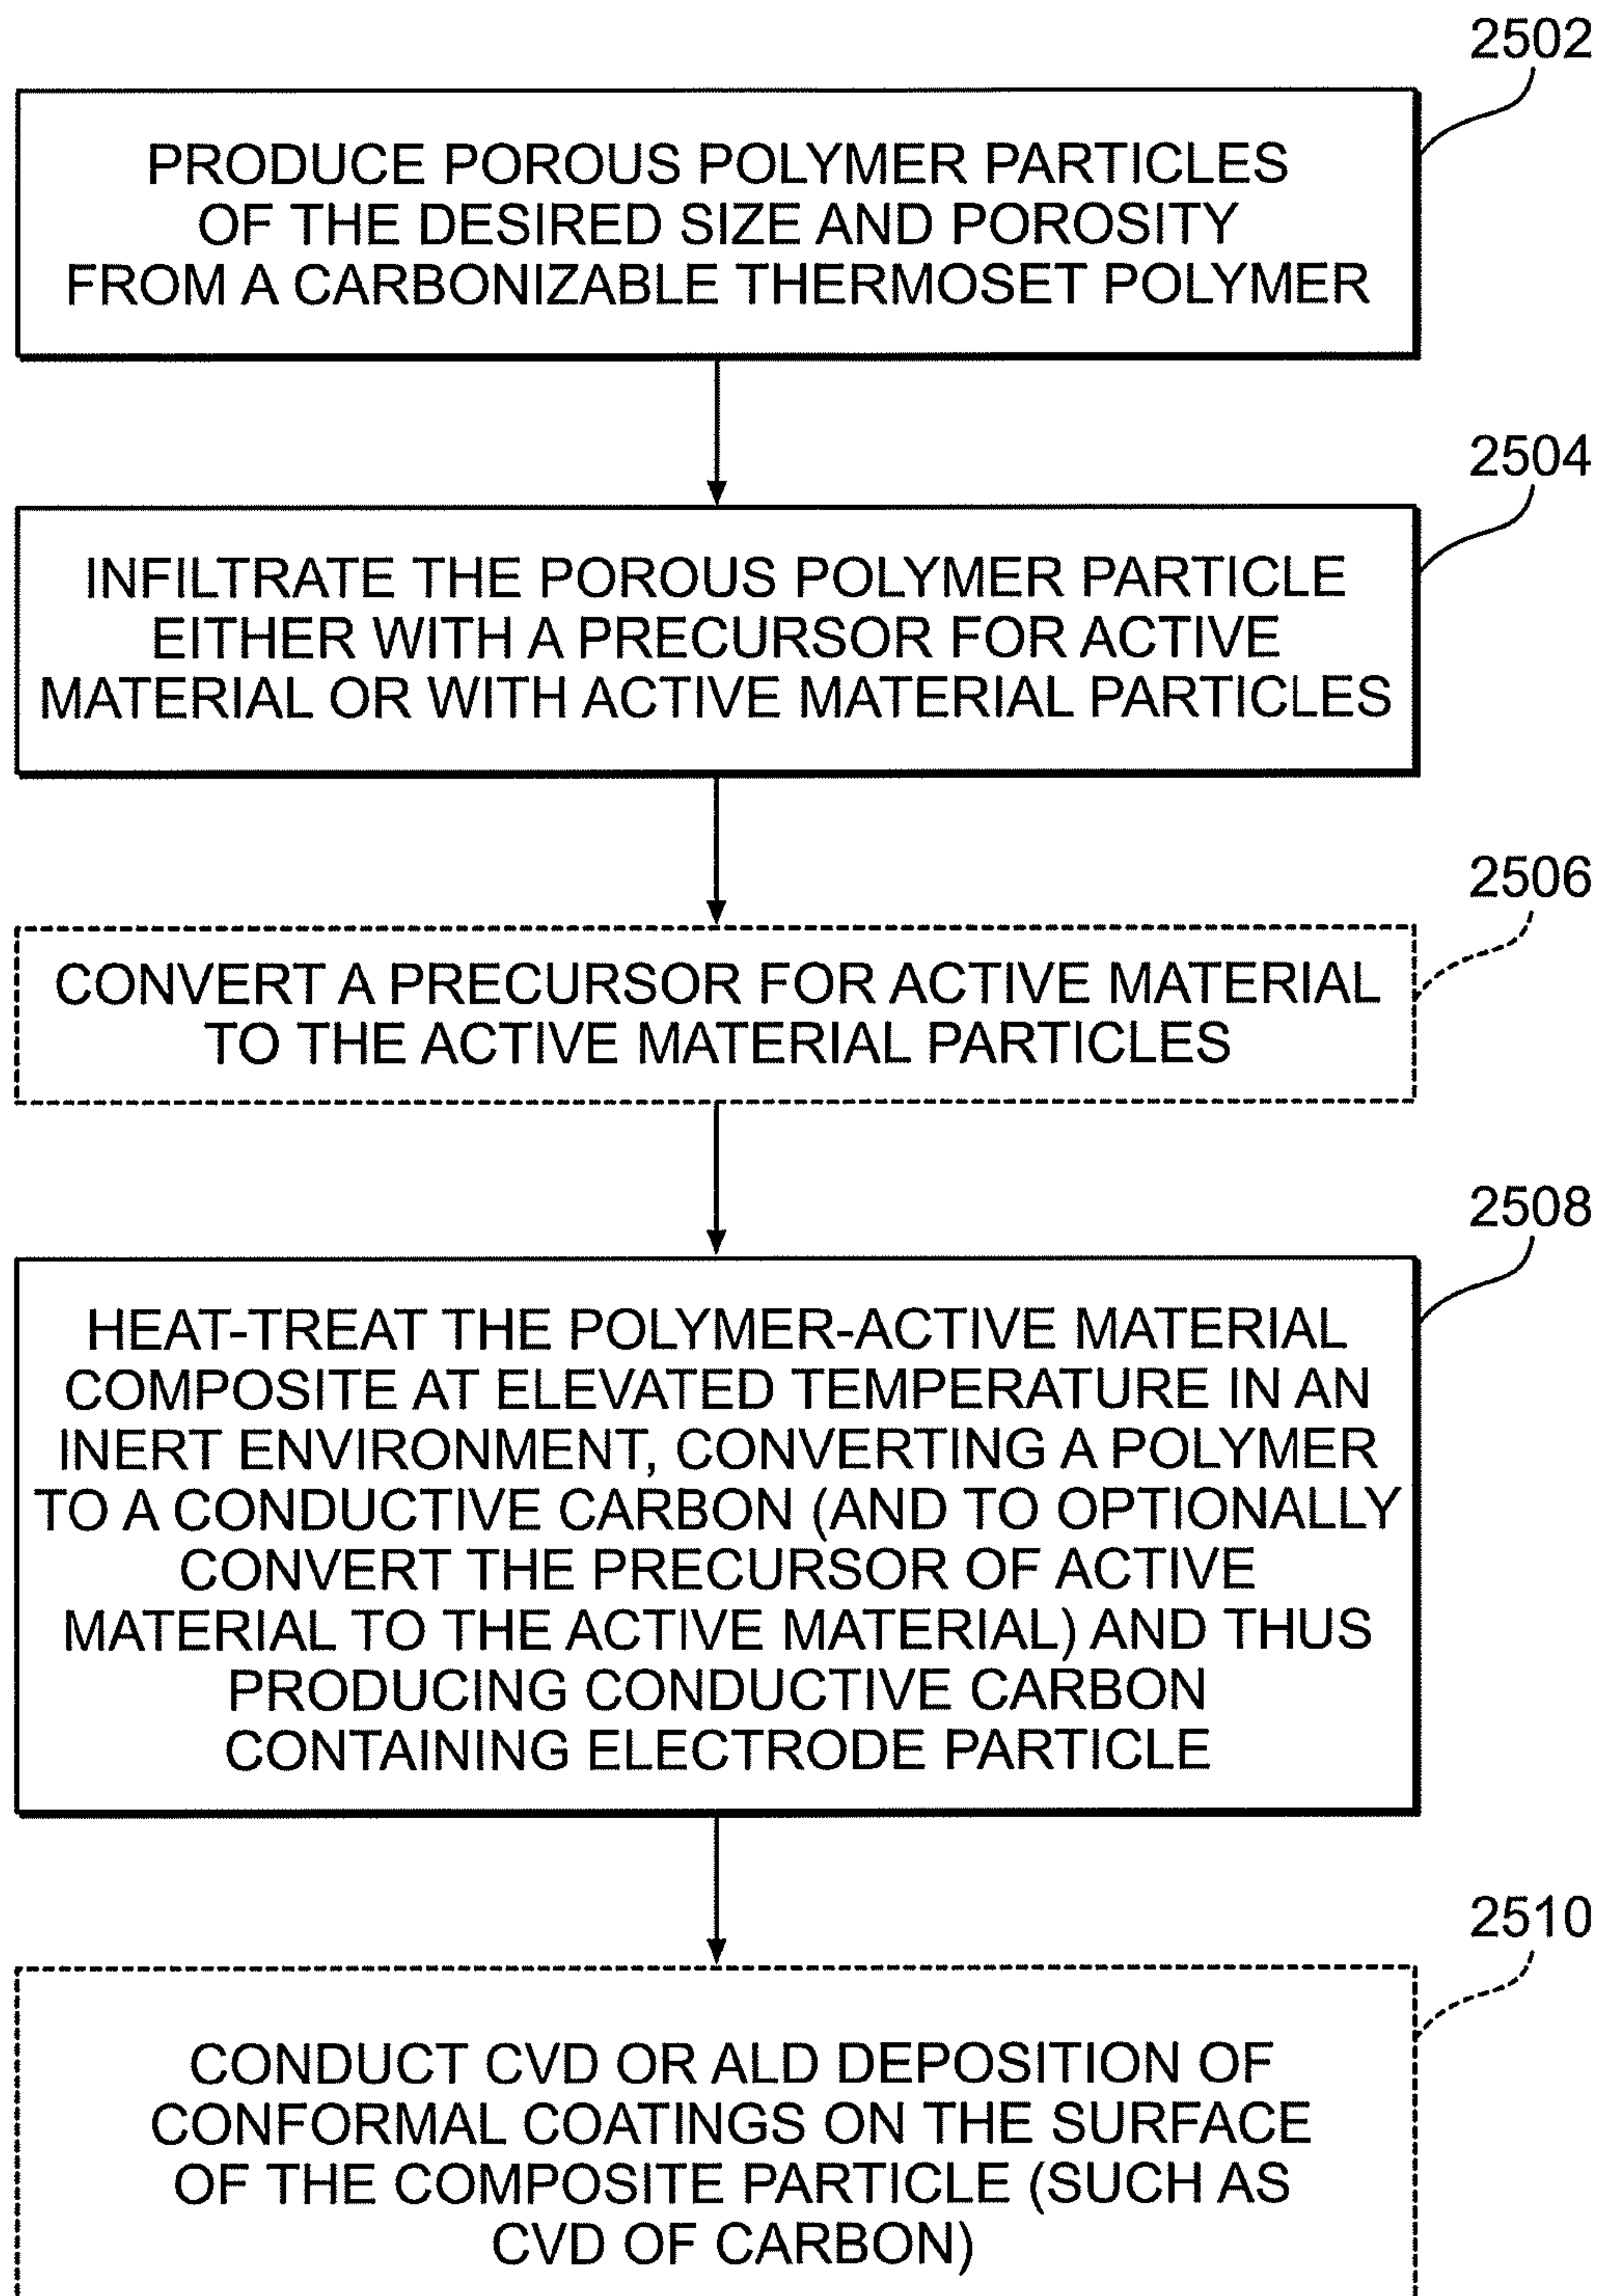 2502
PRODUCE POROUS POLYMER PARTICLES
OF THE DESIRED SIZE AND POROSITY
FROM A CARBONIZABLE THERMOSET POLYMER
2504
INFILTRATE THE POROUS POLYMER PARTICLE
EITHER WITH A PRECURSOR FOR ACTIVE
MATERIAL OR WITH ACTIVE MATERIAL PARTICLES
2506
CONVERT A PRECURSOR FOR ACTIVE MATERIAL
TO THE ACTIVE MATERIAL PARTICLES
2508
HEAT-TREAT THE POLYMER-ACTIVE MATERIAL
COMPOSITE AT ELEVATED TEMPERATURE IN AN
INERT ENVIRONMENT, CONVERTING A POLYMER
TO A CONDUCTIVE CARBON (AND TO OPTIONALLY
CONVERT THE PRECURSOR OF ACTIVE
MATERIAL TO THE ACTIVE MATERIAL) AND THUS
PRODUCING CONDUCTIVE CARBON
CONTAINING ELECTRODE PARTICLE
2510
CONDUCT CVD OR ALD DEPOSITION OF
CONFORMAL COATINGS ON THE SURFACE
OF THE COMPOSITE PARTICLE (SUCH AS
CVD OF CARBON)